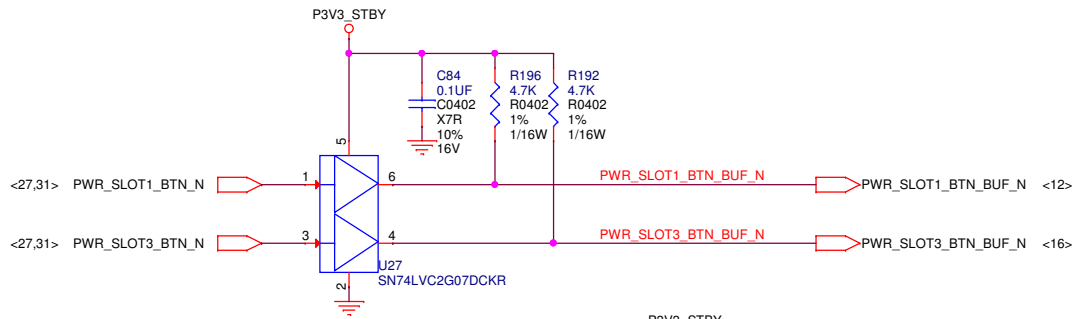 P3V3_STBY
C84
0.1UF
C0402
X7R
10%
16V
R196
4.7K
R0402
1%
1/16W
R192
4.7K
R0402
1%
1/16W
5
<27,31> PWR_SLOT1_BTN_N 1 6 PWR_SLOT1_BTN_BUF_N PWR_SLOT1_BTN_BUF_N <12>
<27,31> PWR_SLOT3_BTN_N 3 4 PWR_SLOT3_BTN_BUF_N PWR_SLOT3_BTN_BUF_N <16>
U27
SN74LVC2G07DCKR
2